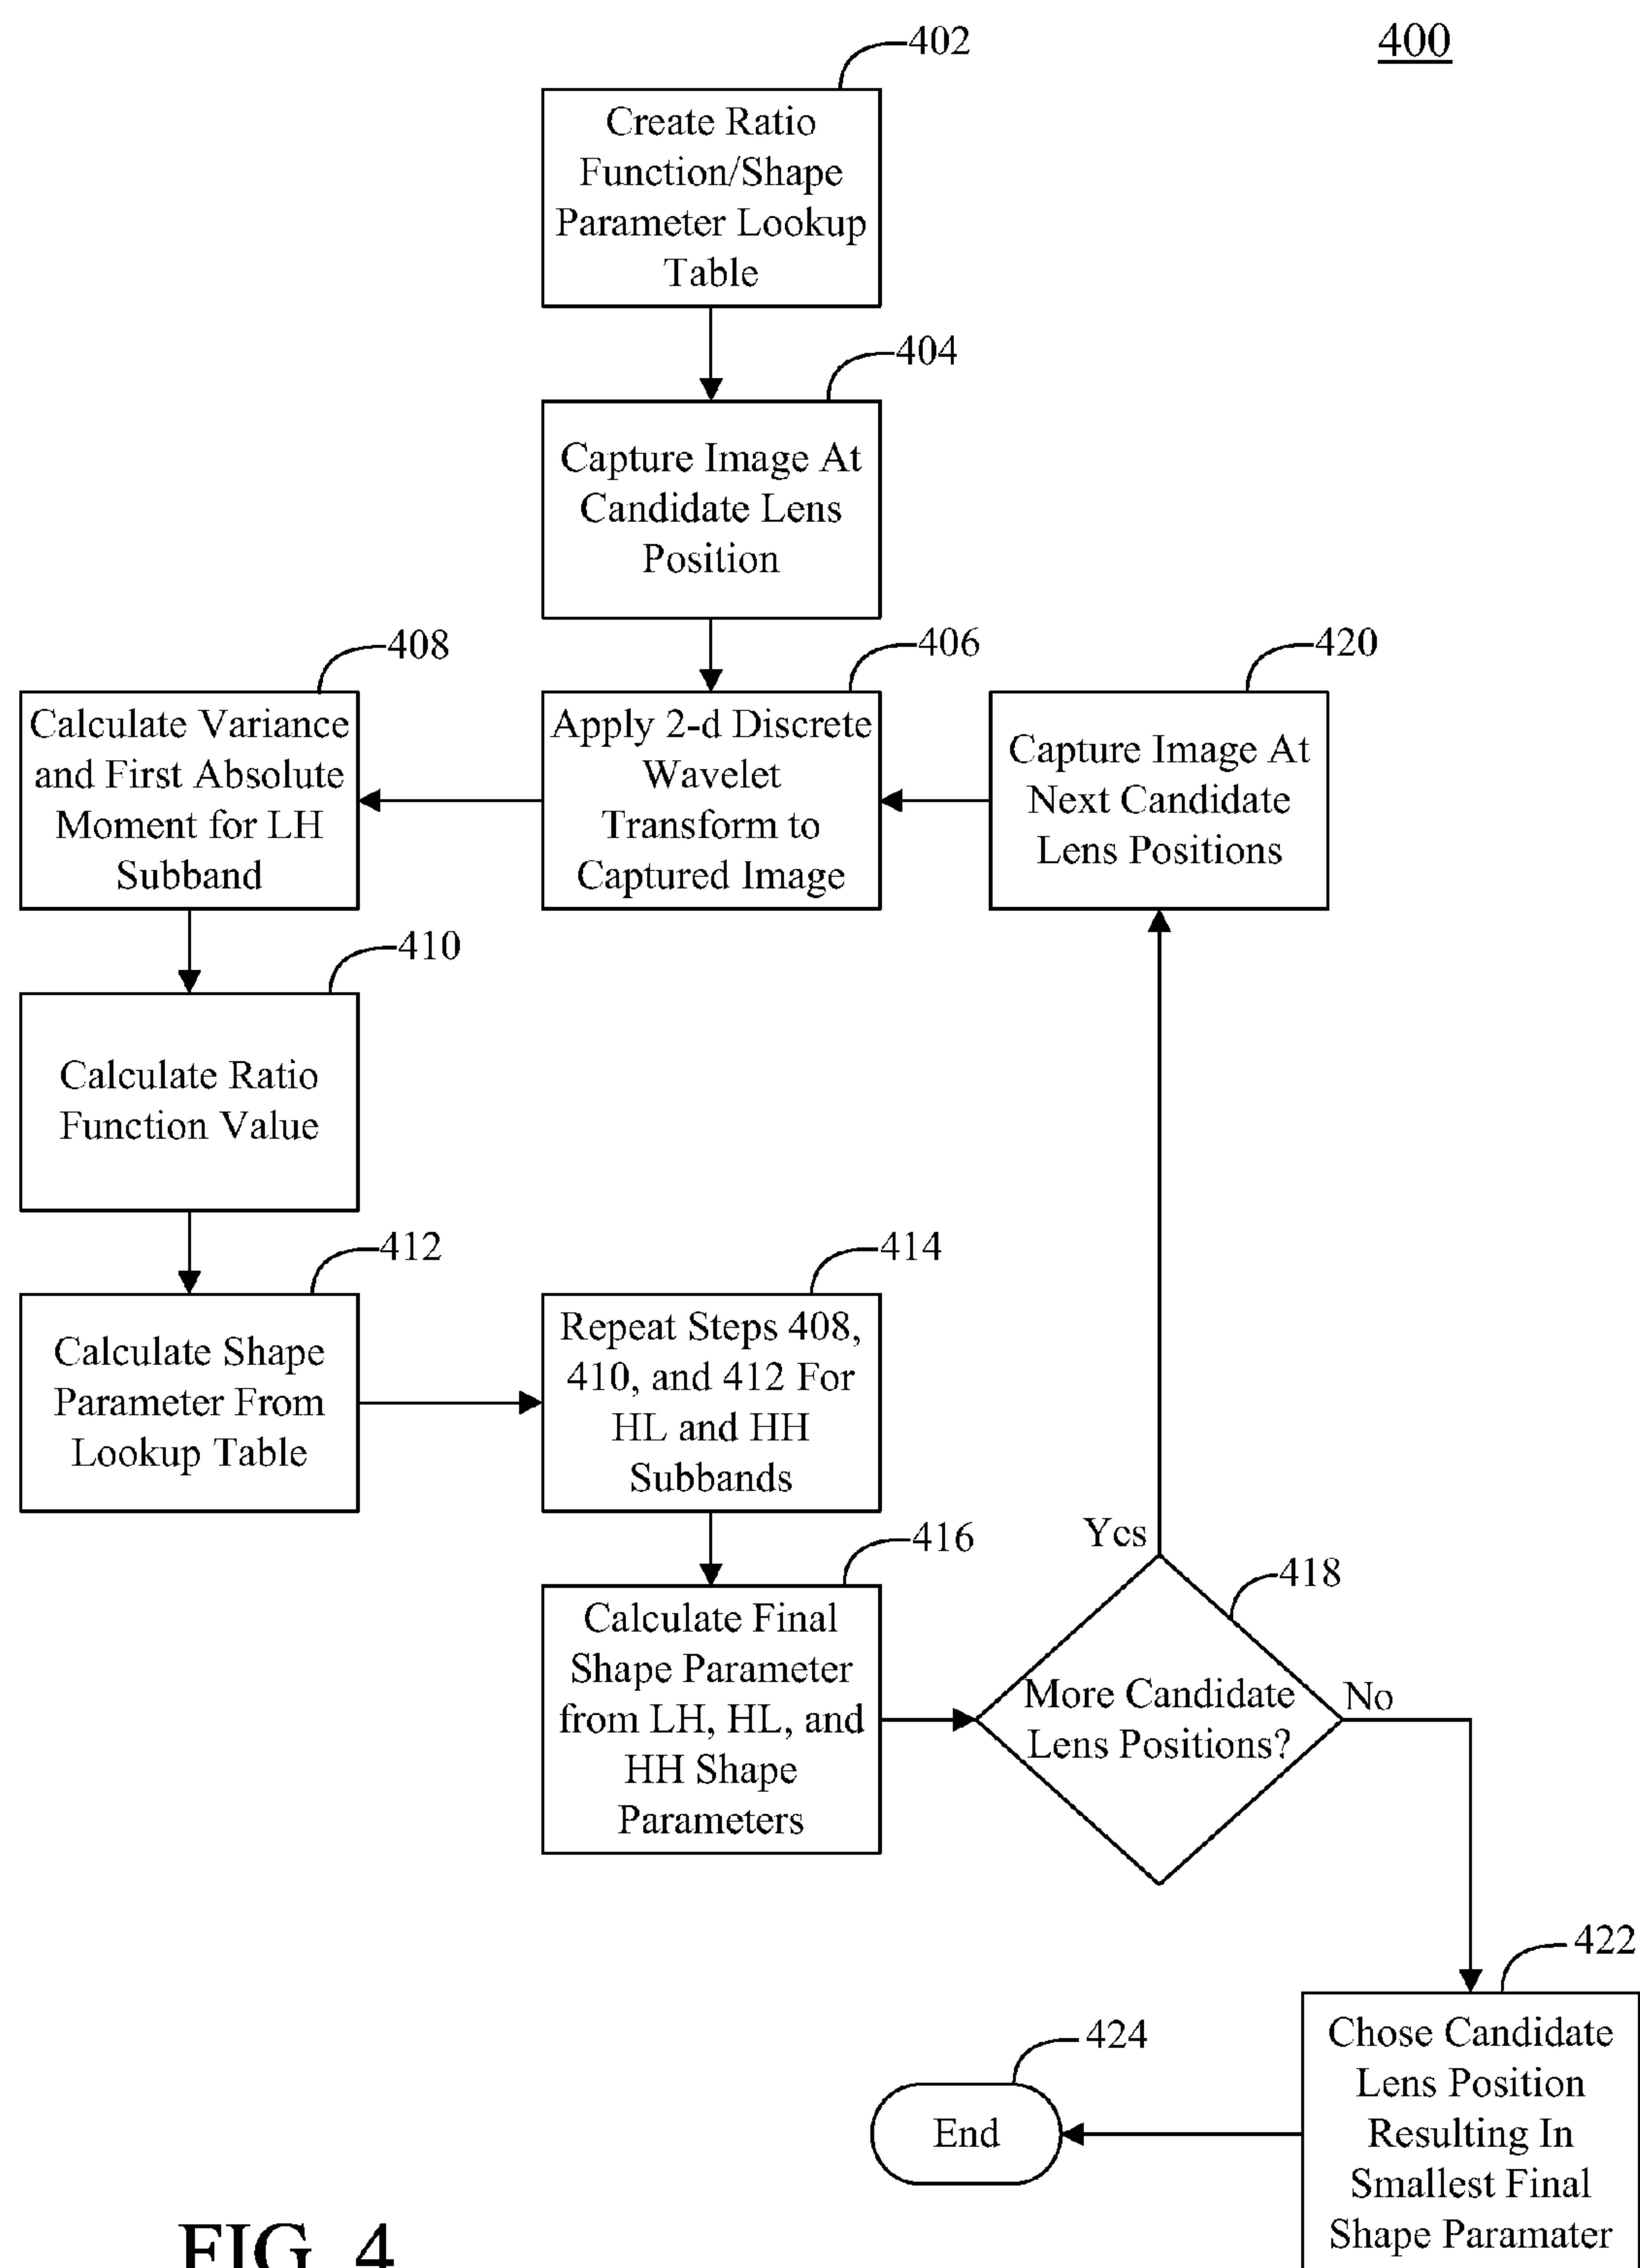 400
402
Create Ratio
Function/Shape
Parameter Lookup
Table
404
Capture Image At
Candidate Lens
Position
406
Apply 2-d Discrete
Wavelet
Transform to
Captured Image
408
Calculate Variance
and First Absolute
Moment for LH
Subband
410
Calculate Ratio
Function Value
412
Calculate Shape
Parameter From
Lookup Table
414
Repeat Steps 408,
410, and 412 For
HL and HH
Subbands
416
Calculate Final
Shape Parameter
from LH, HL, and
HH Shape
Parameters
418
More Candidate
Lens Positions?
Yes
No
420
Capture Image At
Next Candidate
Lens Positions
422
Chose Candidate
Lens Position
Resulting In
Smallest Final
Shape Paramater
424
End
FIG. 4